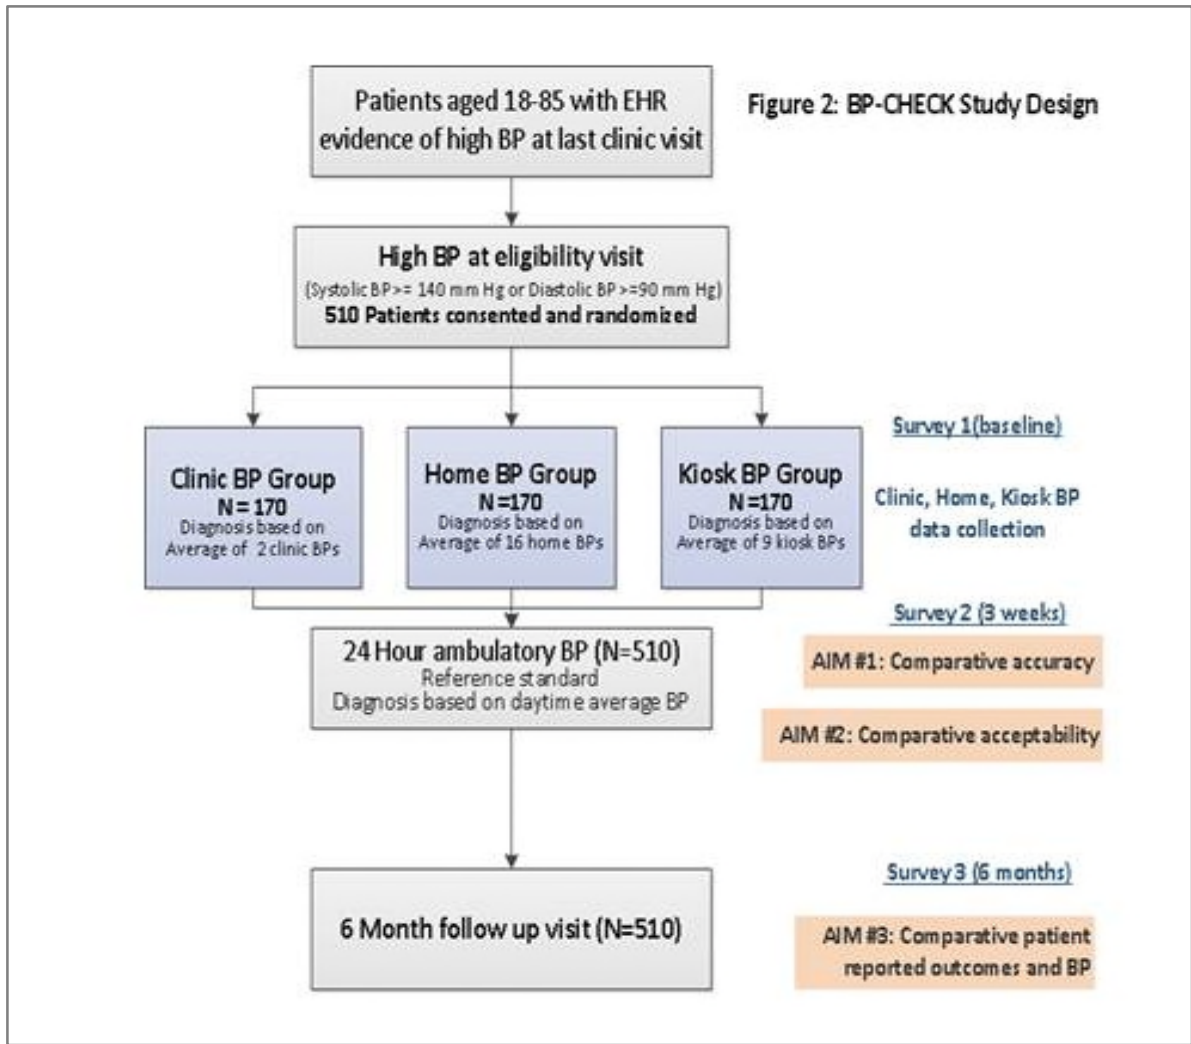 Patients aged 18-85 with EHR
evidence of high BP at last clinic visit
Figure 2: BP-CHECK Study Design
High BP at eligibility visit
(Systolic BP>= 140 mm Hg or Diastolic BP >=90 mm Hg)
510 Patients consented and randomized
Clinic BP Group
N = 170
Diagnosis based on
Average of 2 clinic BPs
Home BP Group
N =170
Diagnosis based on
Average of 16 home BPs
Kiosk BP Group
N =170
Diagnosis based on
Average of 9 kiosk BPs
Survey 1(baseline)
Clinic, Home, Kiosk BP
data collection
24 Hour ambulatory BP (N=510)
Reference standard
Diagnosis based on daytime average BP
Survey 2 (3 weeks)
AIM #1: Comparative accuracy
AIM #2: Comparative acceptability
6 Month follow up visit (N=510)
Survey 3 (6 months)
AIM #3: Comparative patient
reported outcomes and BP